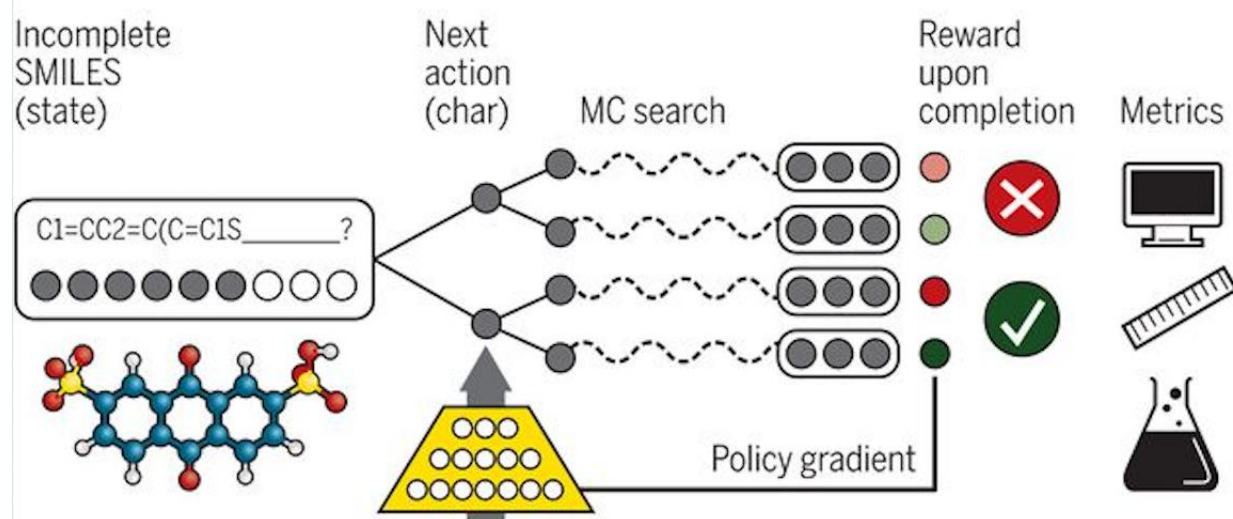 Incomplete
SMILES
(state)
Next
action
(char)
MC search
Reward
upon
completion
Metrics
C1=CC2=C(C=C1S_______?
Policy gradient